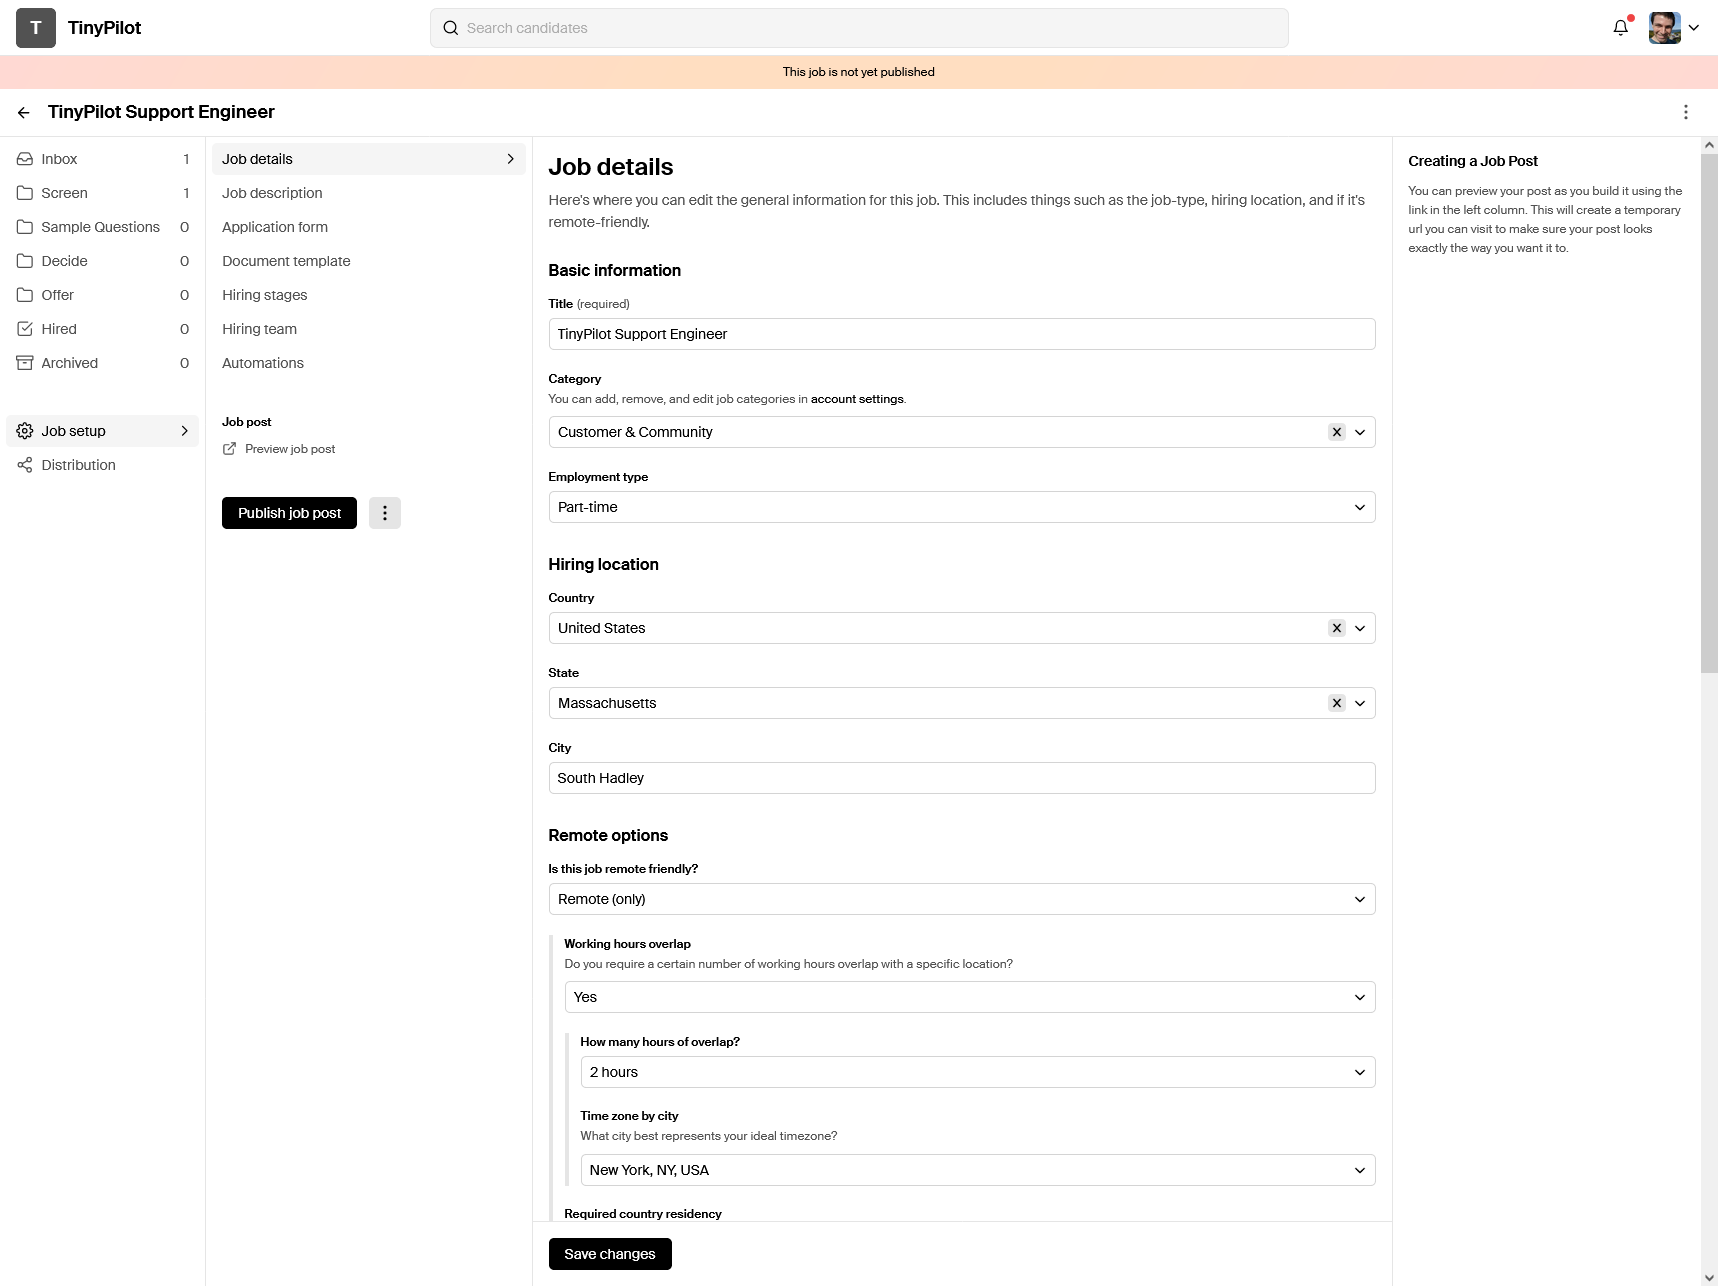 T
TinyPilot
Search candidates
This job is not yet published
TinyPilot Support Engineer
Inbox 1
Screen 1
Sample Questions 0
Decide 0
Offer 0
Hired 0
Archived 0
Job setup
Distribution
Job details
Job description
Application form
Document template
Hiring stages
Hiring team
Automations
Job post
Preview job post
Publish job post
Job details
Here's where you can edit the general information for this job. This includes things such as the job-type, hiring location, and if it's
remote-friendly.
Basic information
Title (required)
TinyPilot Support Engineer
Category
You can add, remove, and edit job categories in account settings.
Customer & Community
Employment type
Part-time
Hiring location
Country
United States
State
Massachusetts
City
South Hadley
Remote options
Is this job remote friendly?
Remote (only)
Working hours overlap
Do you require a certain number of working hours overlap with a specific location?
Yes
How many hours of overlap?
2 hours
Time zone by city
What city best represents your ideal timezone?
New York, NY, USA
Required country residency
Save changes
Creating a Job Post
You can preview your post as you build it using the
link in the left column. This will create a temporary
url you can visit to make sure your post looks
exactly the way you want it to.